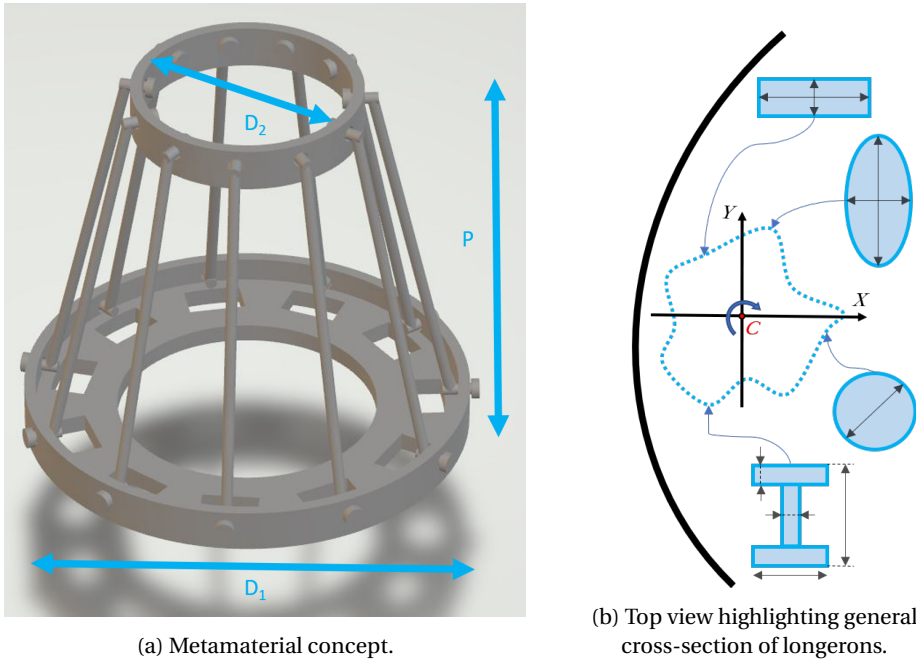 D₂
P
D₁
(a) Metamaterial concept.
Y
X
C
(b) Top view highlighting general
cross-section of longerons.